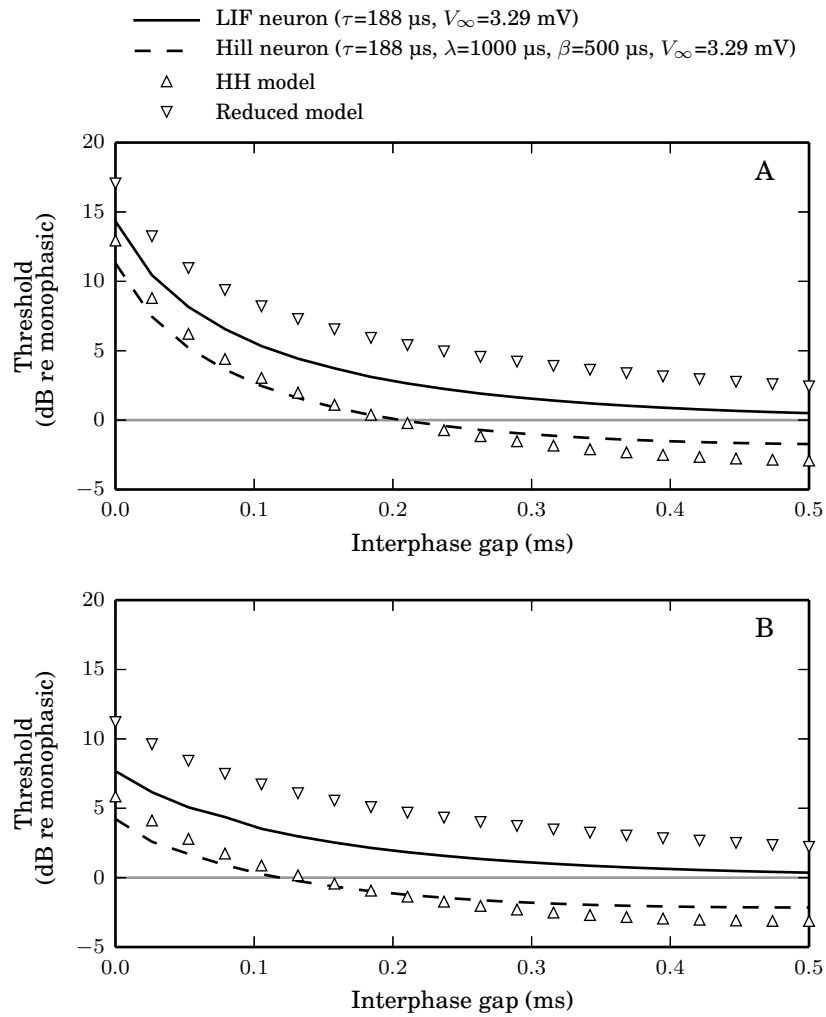 LIF neuron (τ=188 µs, V∞=3.29 mV)
Hill neuron (τ=188 µs, λ=1000 µs, β=500 µs, V∞=3.29 mV)
HH model
Reduced model
A
20
15
10
5
0
−5
Threshold
(dB re monophasic)
0.0 0.1 0.2 0.3 0.4 0.5
Interphase gap (ms)
B
20
15
10
5
0
−5
Threshold
(dB re monophasic)
0.0 0.1 0.2 0.3 0.4 0.5
Interphase gap (ms)